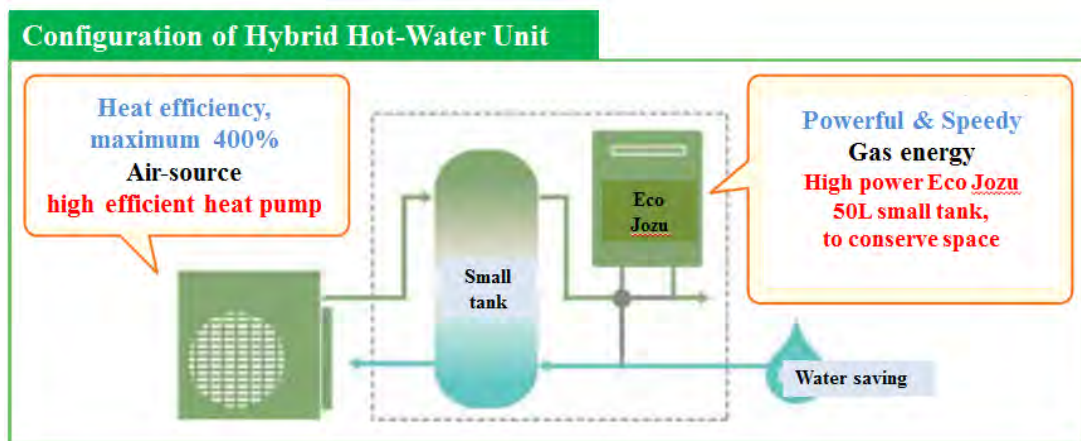 Configuration of Hybrid Hot-Water Unit
Heat efficiency,
maximum 400%
Air-source
high efficient heat pump
Powerful & Speedy
Gas energy
High power Eco Jozu
50L small tank,
to conserve space
Eco
Jozu
Small
tank
Water saving